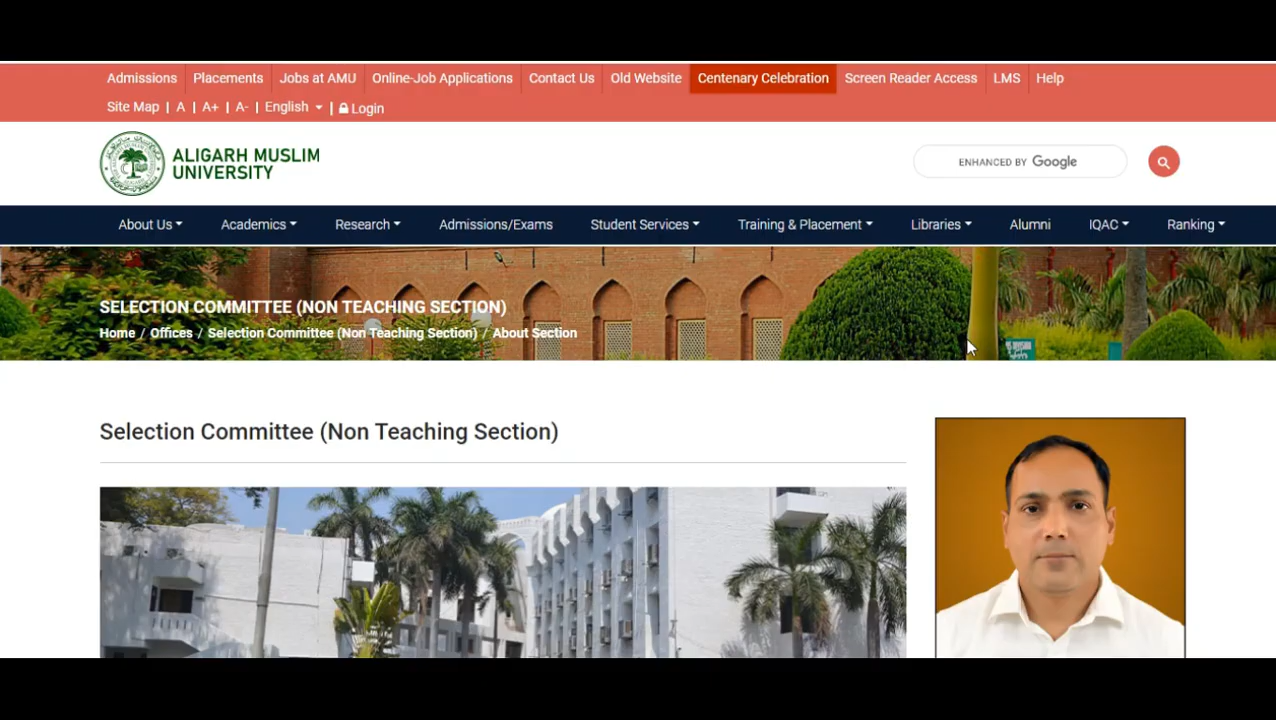 Admissions Placements Jobs at AMU Online-Job Applications Contact Us Old Website Centenary Celebration Screen Reader Access LMS Help
Site Map | A | A+ | A- | English | Login
ALIGARH MUSLIM
UNIVERSITY
ENHANCED BY Google
About Us Academics Research Admissions/Exams Student Services Training & Placement Libraries Alumni IQAC Ranking
SELECTION COMMITTEE (NON TEACHING SECTION)
Home / Offices / Selection Committee (Non Teaching Section) / About Section
Selection Committee (Non Teaching Section)